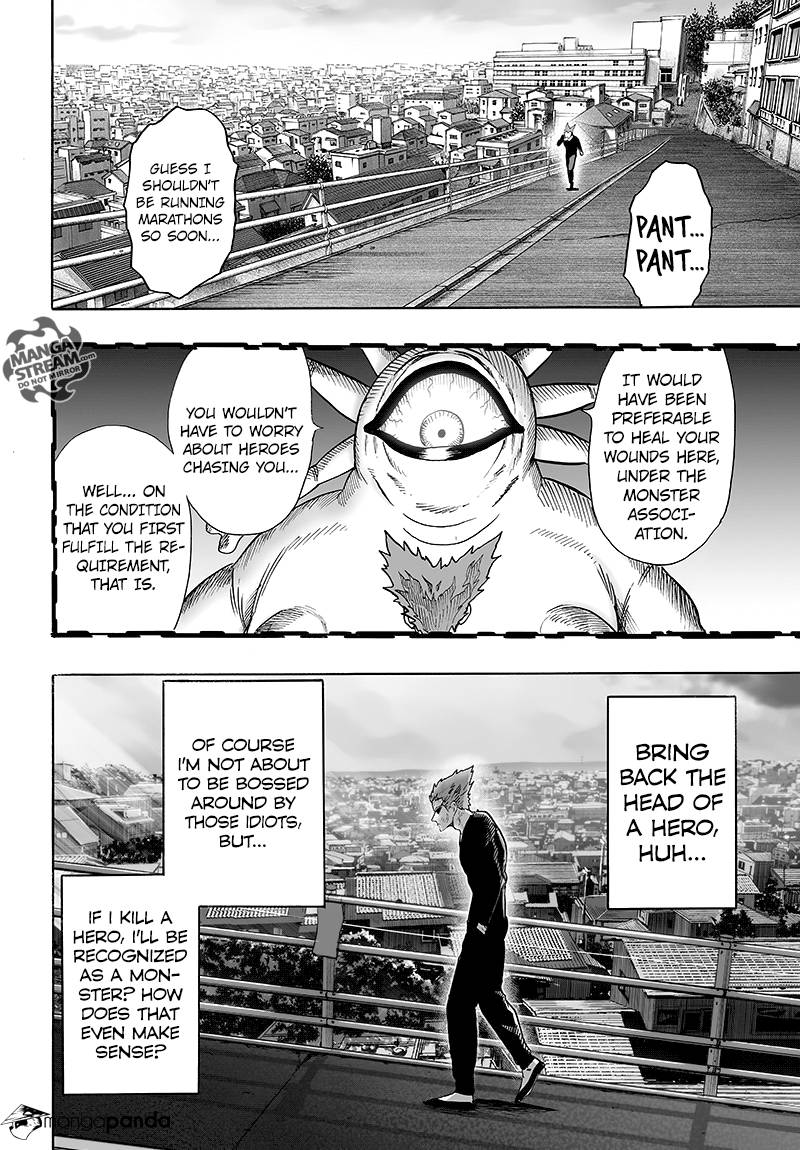 PANT...
PANT...
GUESS I
SHOULDN'T
BE RUNNING
MARATHONS
SO SOON...
MANGA
STREAM.com
DO NOT MIRROR
IT WOULD
HAVE BEEN
PREFERABLE
TO HEAL YOUR
WOUNDS HERE,
UNDER THE
MONSTER
ASSOCI-
ATION.
YOU WOULDN'T
HAVE TO WORRY
ABOUT HEROES
CHASING YOU...
WELL... ON
THE CONDITION
THAT YOU FIRST
FULFILL THE RE-
QUIREMENT,
THAT IS.
BRING
BACK THE
HEAD OF
A HERO,
HUH...
OF COURSE
I'M NOT ABOUT
TO BE BOSSED
AROUND BY
THOSE IDIOTS,
BUT...
IF I KILL A
HERO, I'LL BE
RECOGNIZED
AS A MON-
STER? HOW
DOES THAT
EVEN MAKE
SENSE?
mangapanda